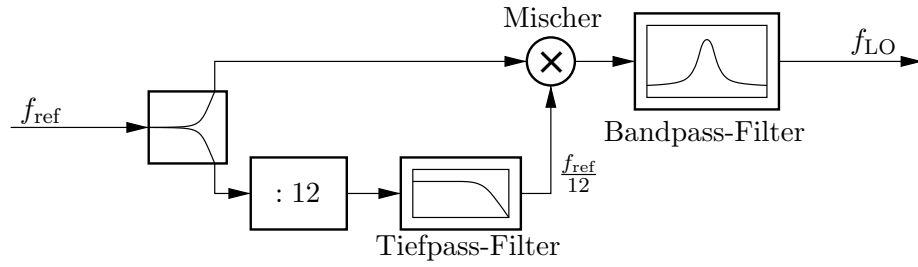 Mischer
f_LO
f_ref
Bandpass-Filter
f_ref/12
: 12
Tiefpass-Filter